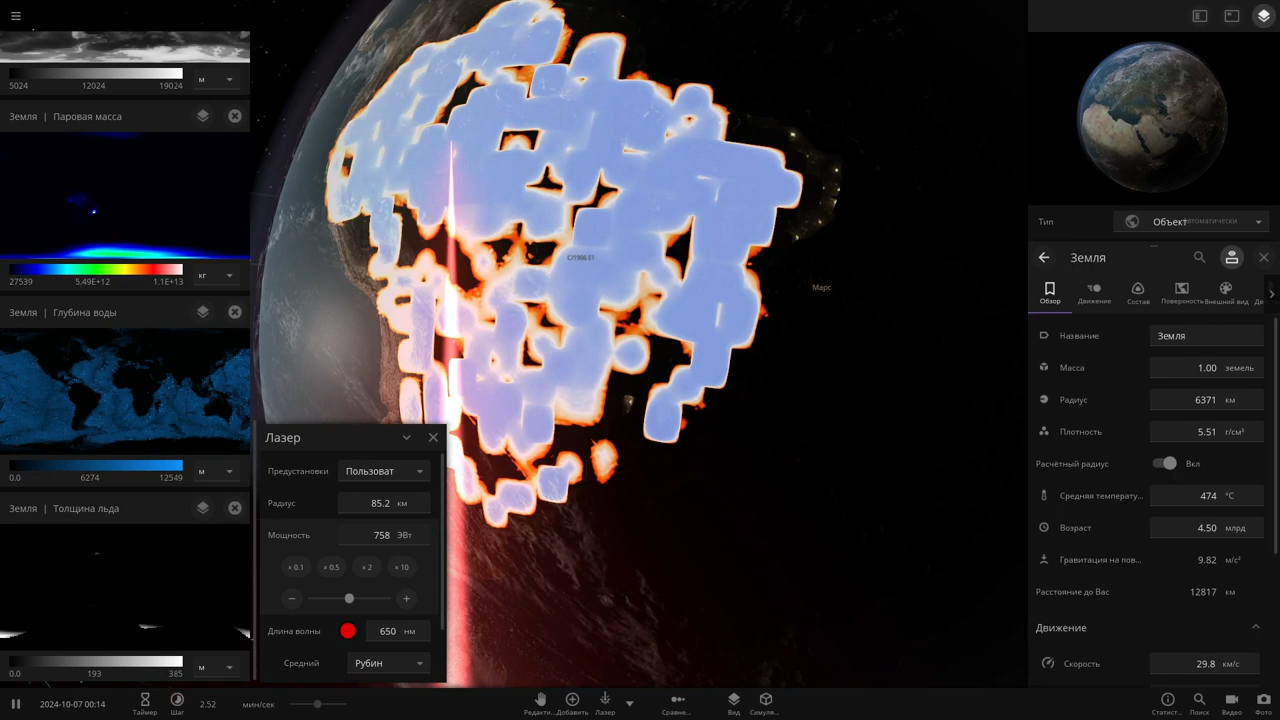 5024 12024 19024 м
Земля | Паровая масса
27539 5.49E+12 1.1E+13 кг
Земля | Глубина воды
0.0 6274 12549 м
Земля | Толщина льда
0.0 193 385 м
C/1906 E1
Марс
Лазер
Предустановки Пользоват
Радиус 85.2 км
Мощность 758 ЭВт
× 0.1 × 0.5 × 2 × 10
Длина волны 650 нм
Средний Рубин
Тип Объект автоматически
Земля
Обзор Движение Состав Поверхность Внешний вид Де
Название Земля
Масса 1.00 земель
Радиус 6371 км
Плотность 5.51 г/см³
Расчётный радиус Вкл
Средняя температу... 474 °C
Возраст 4.50 млрд
Гравитация на пов... 9.82 м/с²
Расстояние до Вас 12817 км
Движение
Скорость 29.8 км/с
2024-10-07 00:14 Таймер Шаг 2.52 мин/сек Редакти... Добавить Лазер Сравне... Вид Симуля... Статист... Поиск Видео Фото